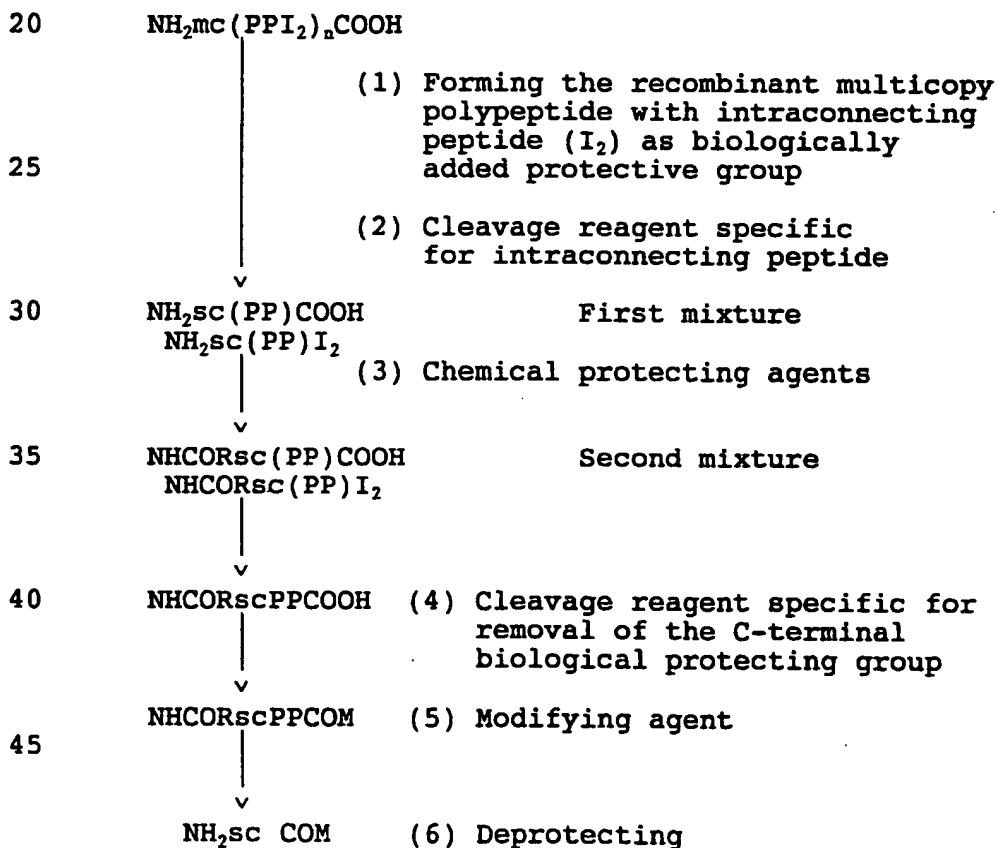 20 NH₂mc(PPI₂)ₙCOOH
(1) Forming the recombinant multicopy
polypeptide with intraconnecting
peptide (I₂) as biologically
25 added protective group
(2) Cleavage reagent specific
for intraconnecting peptide
30 NH₂sc(PP)COOH First mixture
NH₂sc(PP)I₂
(3) Chemical protecting agents
35 NHCORsc(PP)COOH Second mixture
NHCORsc(PP)I₂
40 NHCORscPPCOOH (4) Cleavage reagent specific for
removal of the C-terminal
biological protecting group
NHCORscPPCOM (5) Modifying agent
45
NH₂sc COM (6) Deprotecting